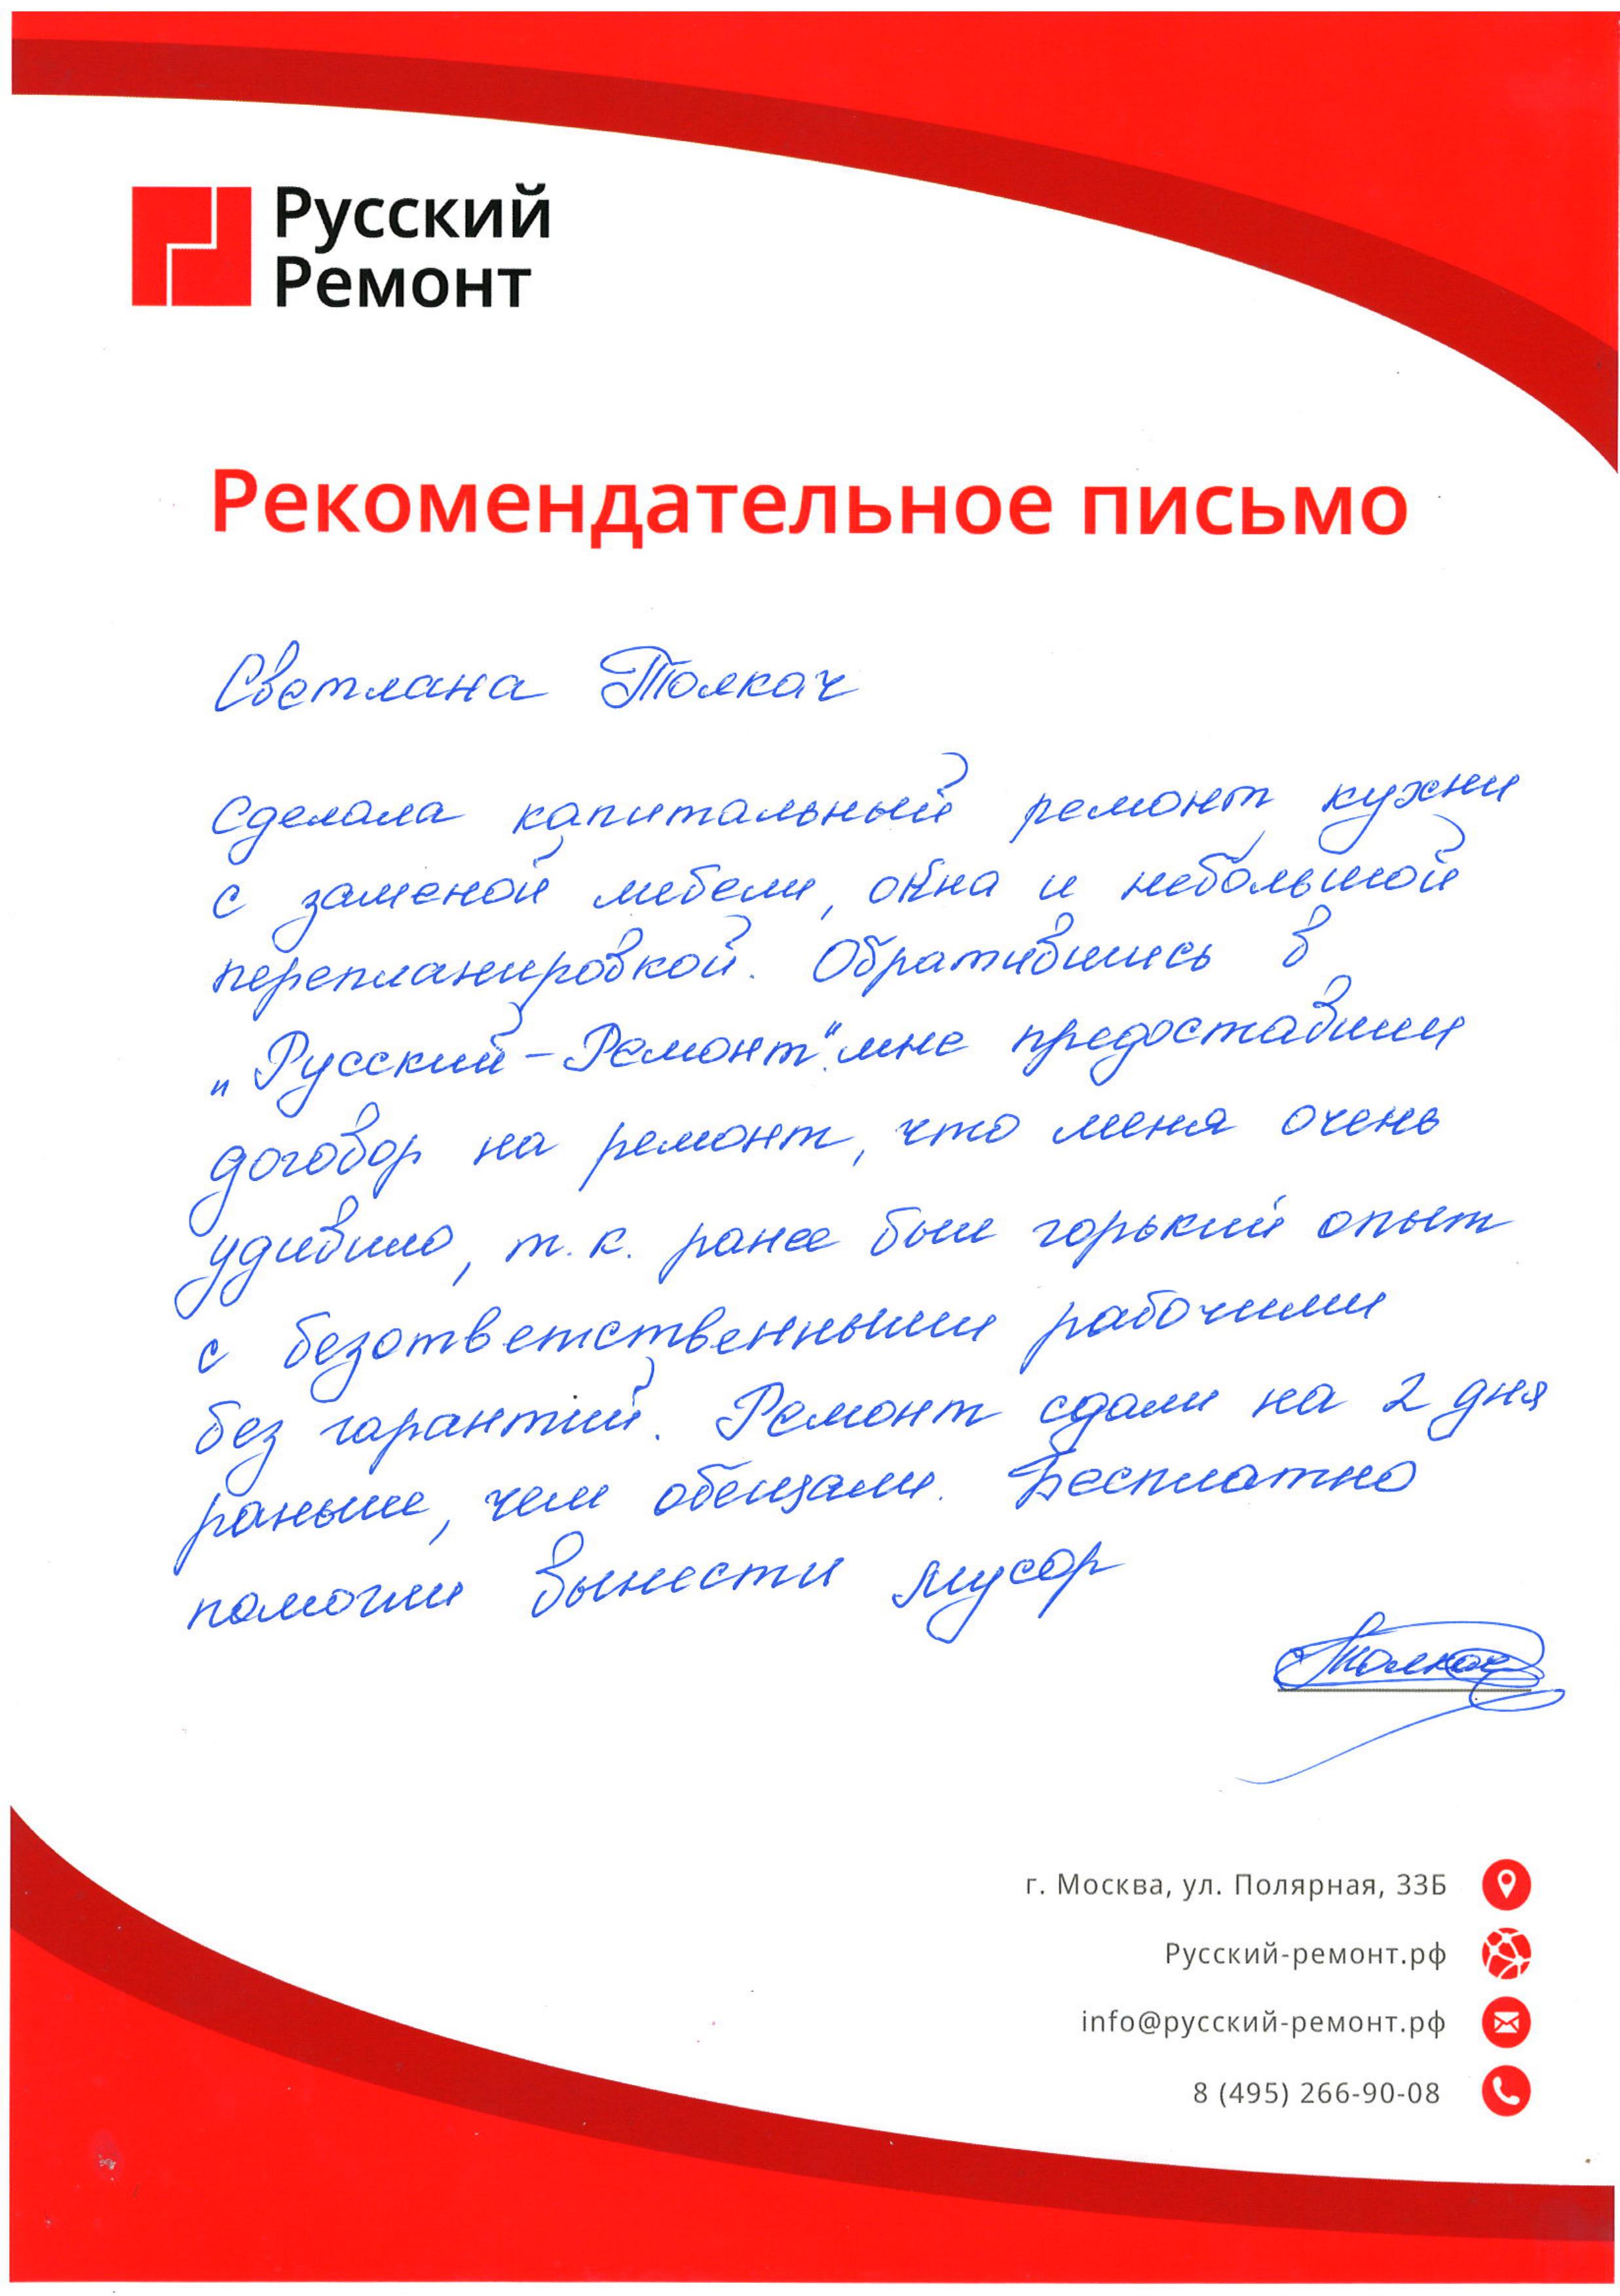 Русский
Ремонт
Рекомендательное письмо
Светлана Толкач
Сделала капитальный ремонт кухни
с заменой мебели, окна и небольшой
перепланировкой. Обратившись в
„Русский-Ремонт“ мне предоставили
договор на ремонт, что меня очень
удивило, т.к. ранее был горький опыт
с безответственными рабочими
без гарантий. Ремонт сдали на 2 дня
раньше, чем обещали. Бесплатно
помогли вынести мусор
Толкач
г. Москва, ул. Полярная, 33Б
Русский-ремонт.рф
info@русский-ремонт.рф
8 (495) 266-90-08